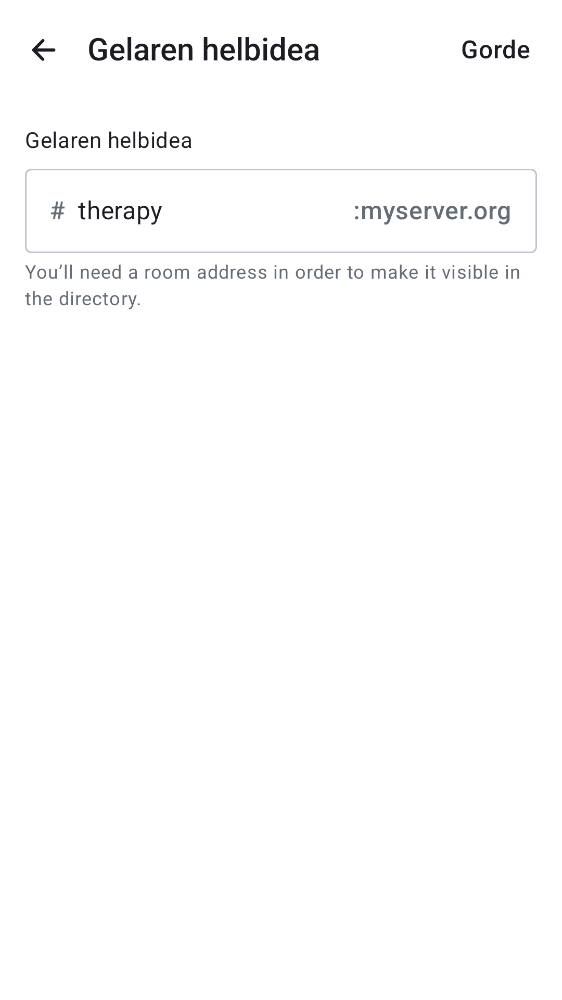 Gelaren helbidea
Gorde
Gelaren helbidea
# therapy :myserver.org
You’ll need a room address in order to make it visible in
the directory.